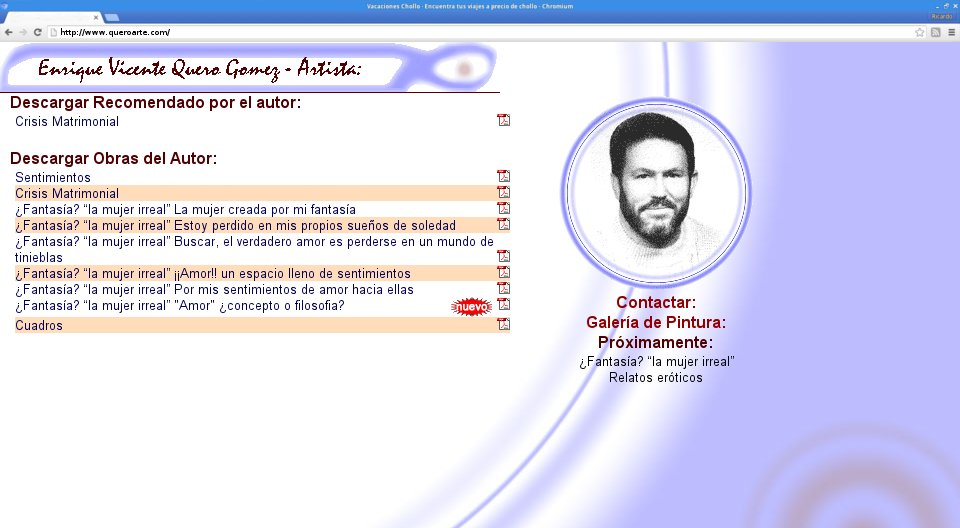 Vacaciones Chollo - Encuentra tus viajes a precio de chollo - Chromium
Ricardo
http://www.queroarte.com/
Enrique Vicente Quero Gomez - Artista:
Descargar Recomendado por el autor:
Crisis Matrimonial
Descargar Obras del Autor:
Sentimientos
Crisis Matrimonial
¿Fantasía? “la mujer irreal” La mujer creada por mi fantasía
¿Fantasía? “la mujer irreal” Estoy perdido en mis propios sueños de soledad
¿Fantasía? “la mujer irreal” Buscar, el verdadero amor es perderse en un mundo de
tinieblas
¿Fantasía? “la mujer irreal” ¡¡Amor!! un espacio lleno de sentimientos
¿Fantasía? “la mujer irreal” Por mis sentimientos de amor hacia ellas
¿Fantasía? “la mujer irreal” "Amor" ¿concepto o filosofia?
nuevo
Cuadros
Contactar:
Galería de Pintura:
Próximamente:
¿Fantasía? “la mujer irreal”
Relatos eróticos